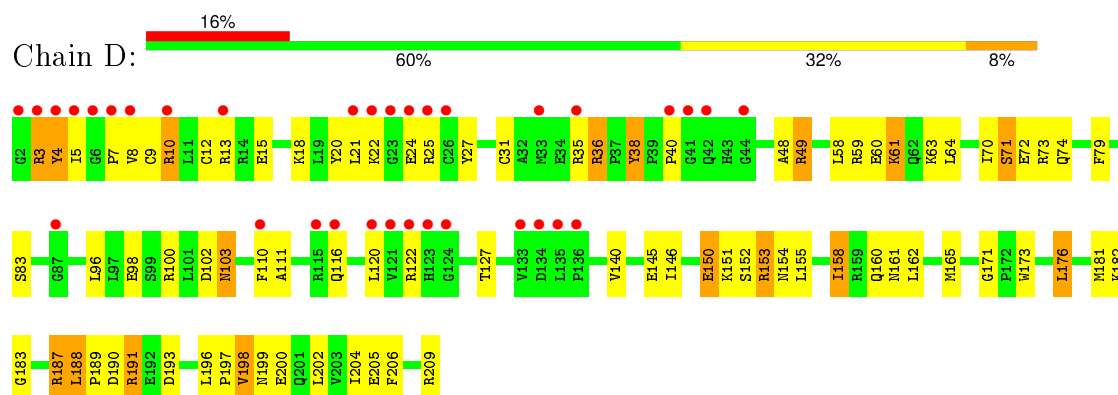 16%
Chain D:
60% 32% 8%
G2 R3 Y4 I5 G6 P7 V8 C9 R10 L11 C12 R13 R14 E15 K18 L19 Y20 L21 K22 G23 E24 R25 C26 Y27 C31 A32 M33 E34 R35 R36 P37 Y38 P39 P40 G41 Q42 H43 G44 A48 R49 L58 R59 E60 K61 Q62 K63 L64 I70 S71 E72 R73 Q74 F79
S83 G87 L96 L97 E98 S99 R100 L101 D102 N103 F110 A111 R115 Q116 L120 V121 R122 H123 G124 T127 V133 D134 L135 P136 V140 E145 I146 E150 K151 S152 R153 N154 L155 I158 R159 Q160 N161 L162 M165 G171 P172 W173 L176 M181
G183 R187 L188 P189 D190 R191 E192 D193 L196 P197 V198 N199 E200 Q201 L202 V203 I204 E205 F206 R209